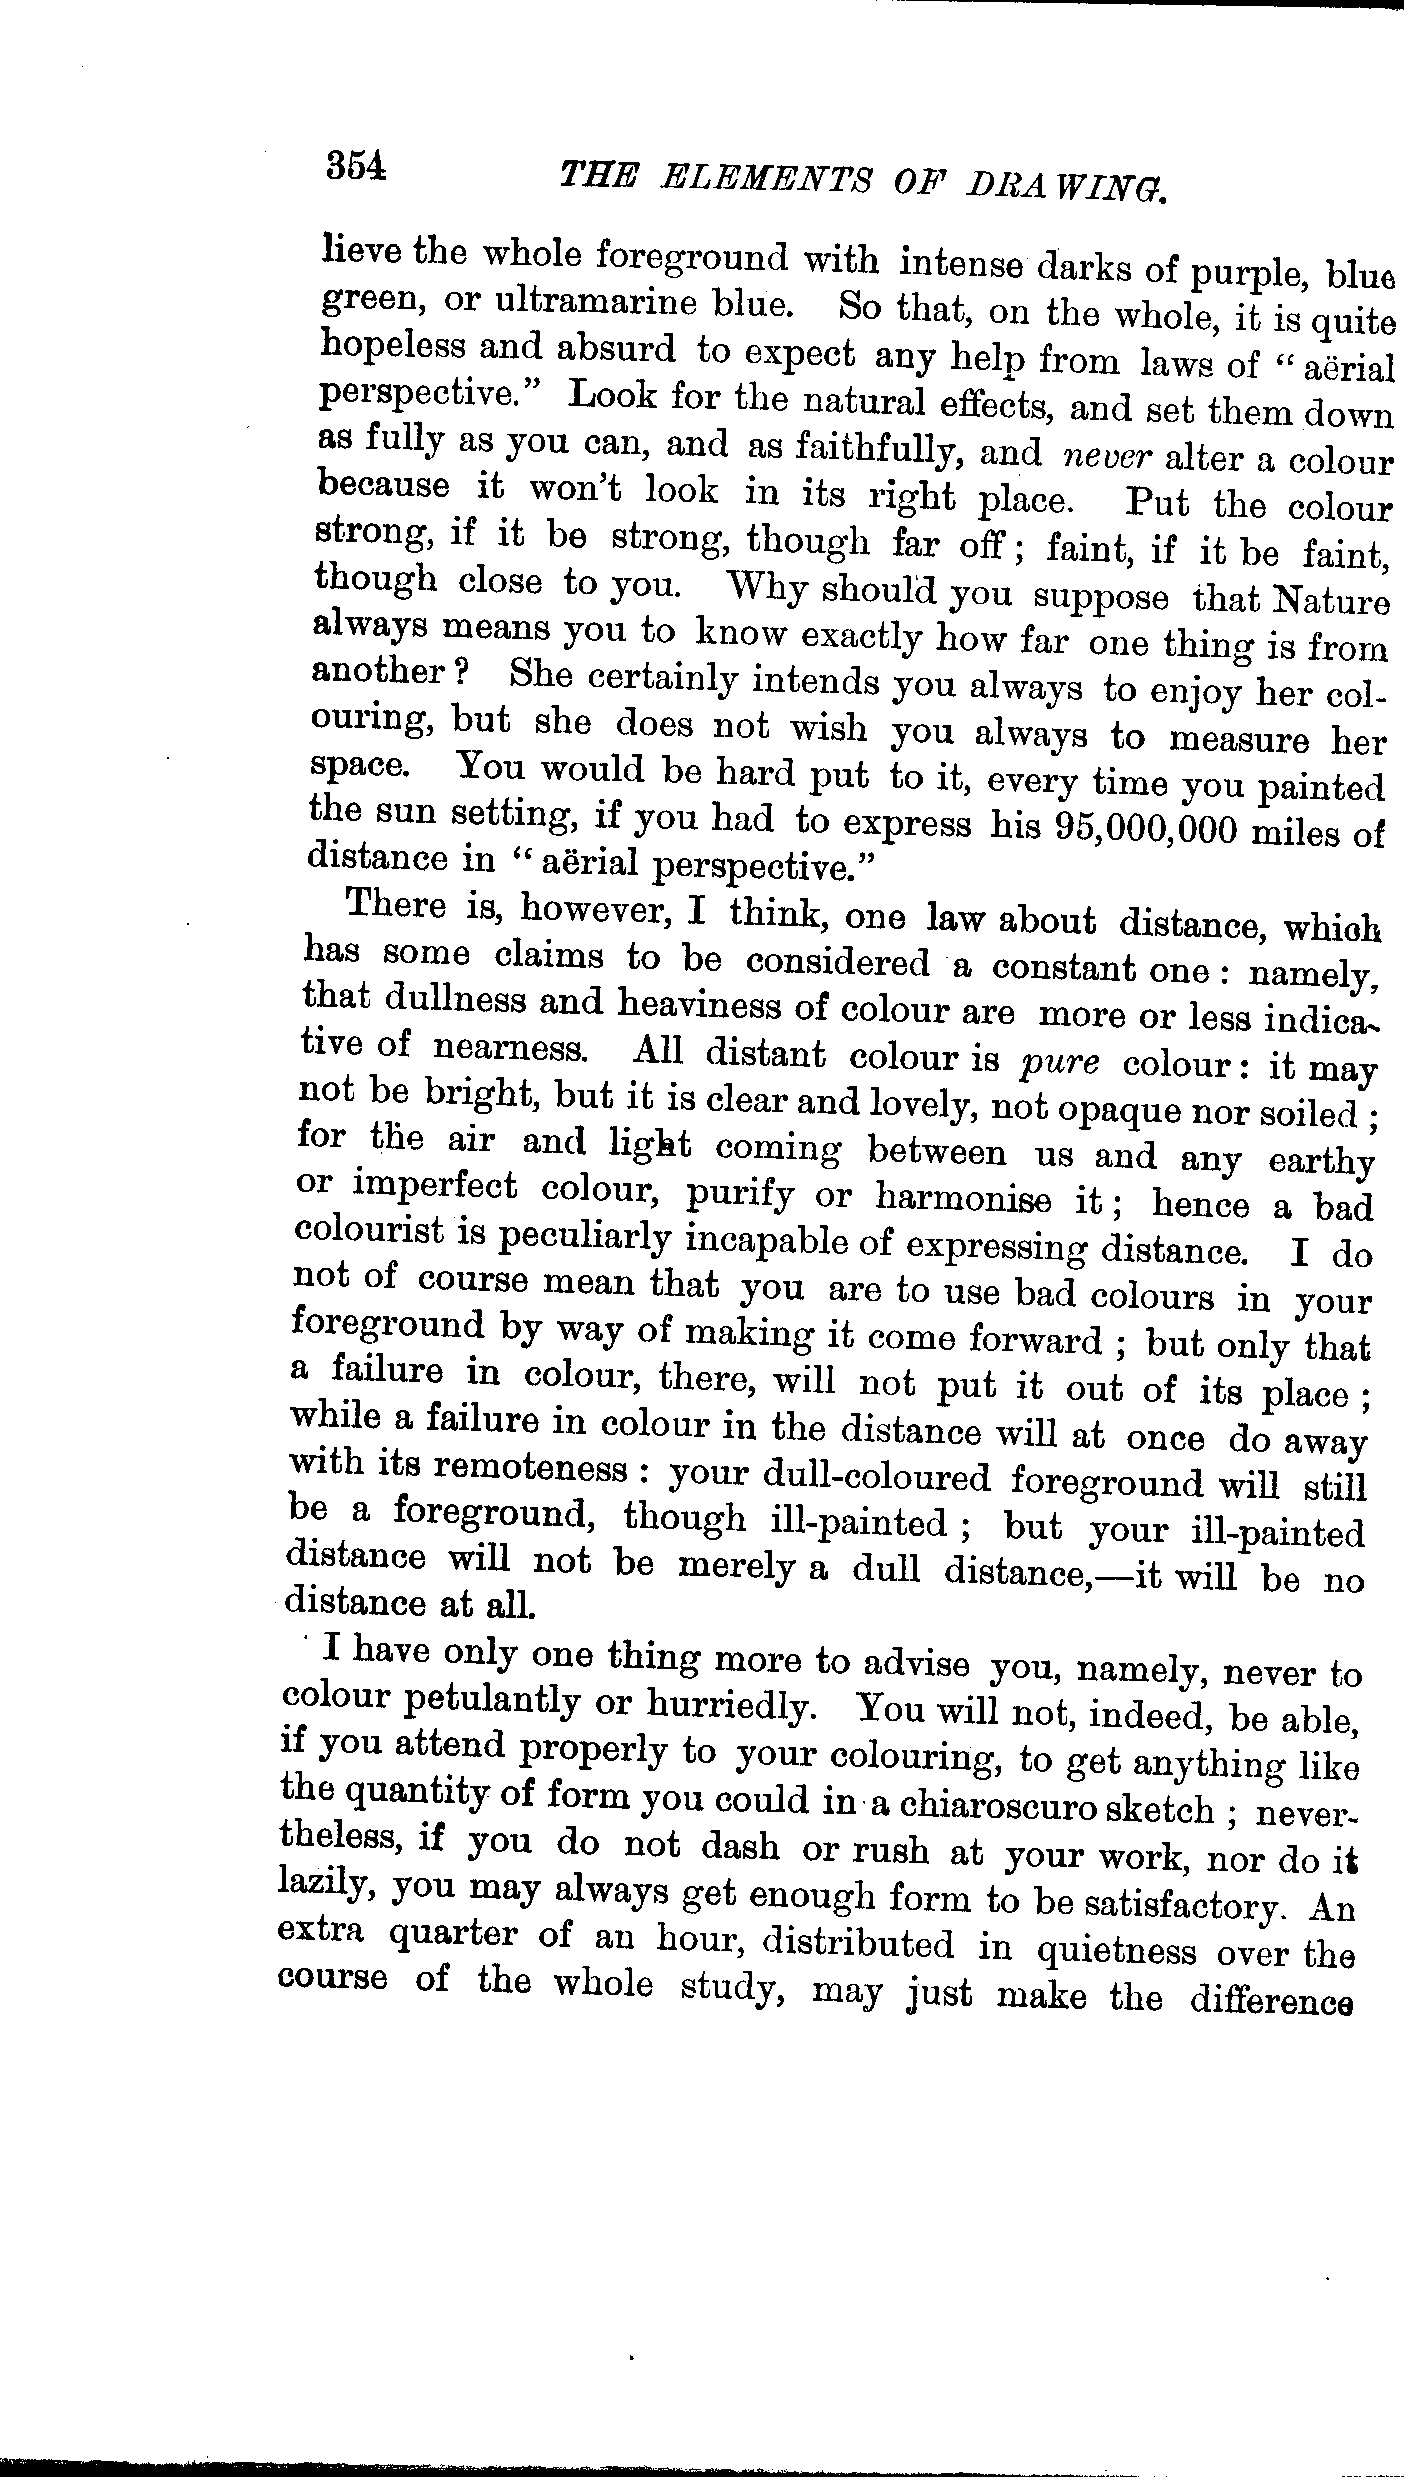 354 THE ELEMENTS OF DRAWING.
lieve the whole foreground with intense darks of purple, blue
green, or ultramarine blue. So that, on the whole, it is quite
hopeless and absurd to expect any help from laws of “ aërial
perspective.” Look for the natural effects, and set them down
as fully as you can, and as faithfully, and never alter a colour
because it won’t look in its right place. Put the colour
strong, if it be strong, though far off ; faint, if it be faint,
though close to you. Why should you suppose that Nature
always means you to know exactly how far one thing is from
another ? She certainly intends you always to enjoy her col-
ouring, but she does not wish you always to measure her
space. You would be hard put to it, every time you painted
the sun setting, if you had to express his 95,000,000 miles of
distance in “ aërial perspective.”
There is, however, I think, one law about distance, which
has some claims to be considered a constant one : namely,
that dullness and heaviness of colour are more or less indica-
tive of nearness. All distant colour is pure colour : it may
not be bright, but it is clear and lovely, not opaque nor soiled ;
for the air and light coming between us and any earthy
or imperfect colour, purify or harmonise it ; hence a bad
colourist is peculiarly incapable of expressing distance. I do
not of course mean that you are to use bad colours in your
foreground by way of making it come forward ; but only that
a failure in colour, there, will not put it out of its place ;
while a failure in colour in the distance will at once do away
with its remoteness : your dull-coloured foreground will still
be a foreground, though ill-painted ; but your ill-painted
distance will not be merely a dull distance,—it will be no
distance at all.
I have only one thing more to advise you, namely, never to
colour petulantly or hurriedly. You will not, indeed, be able,
if you attend properly to your colouring, to get anything like
the quantity of form you could in a chiaroscuro sketch ; never-
theless, if you do not dash or rush at your work, nor do it
lazily, you may always get enough form to be satisfactory. An
extra quarter of an hour, distributed in quietness over the
course of the whole study, may just make the difference